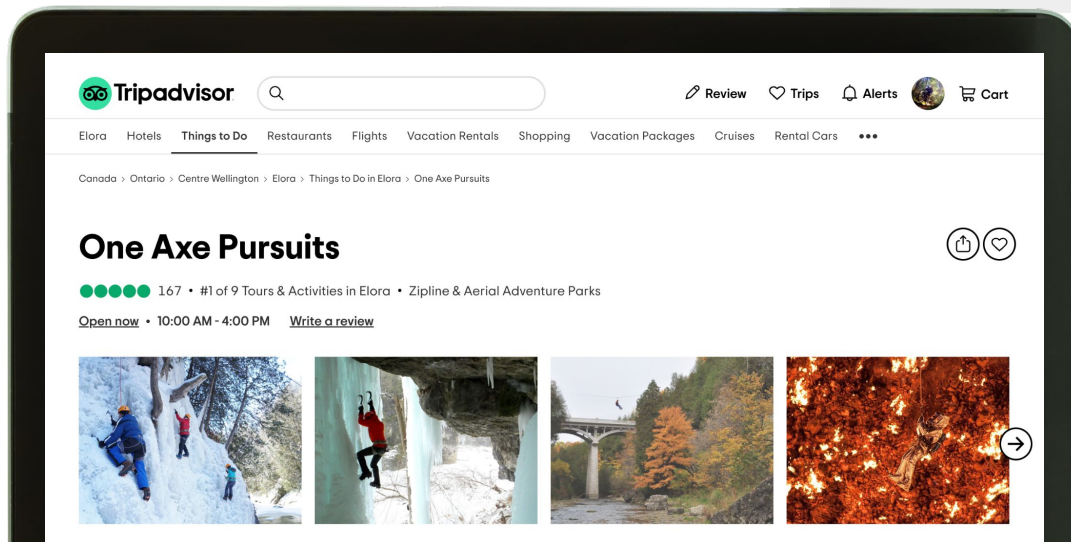 Tripadvisor
Review Trips Alerts Cart
Elora Hotels Things to Do Restaurants Flights Vacation Rentals Shopping Vacation Packages Cruises Rental Cars •••
Canada > Ontario > Centre Wellington > Elora > Things to Do in Elora > One Axe Pursuits
One Axe Pursuits
167 • #1 of 9 Tours & Activities in Elora • Zipline & Aerial Adventure Parks
Open now • 10:00 AM - 4:00 PM Write a review